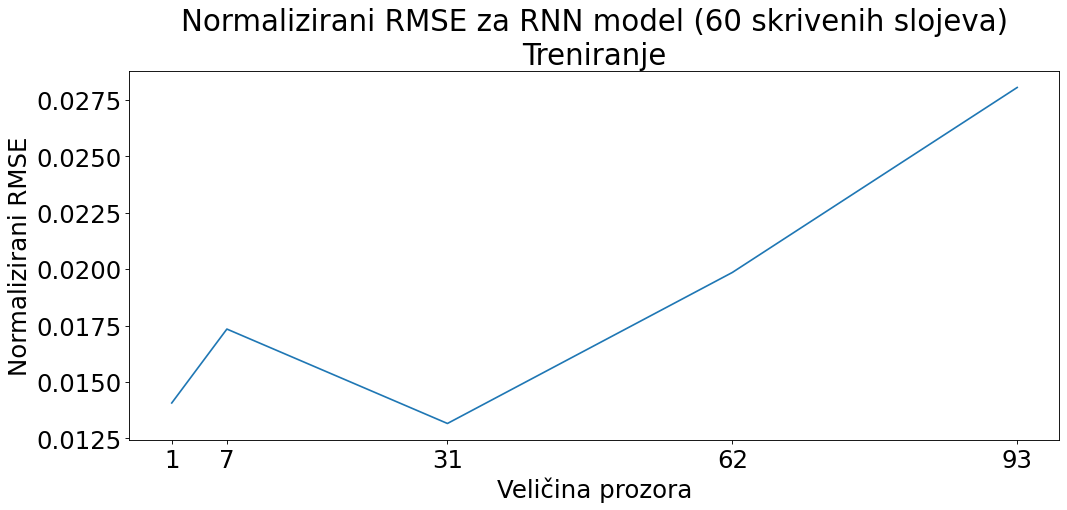 Normalizirani RMSE za RNN model (60 skrivenih slojeva)
Treniranje
Normalizirani RMSE
0.0275
0.0250
0.0225
0.0200
0.0175
0.0150
0.0125
1 7 31 62 93
Veličina prozora